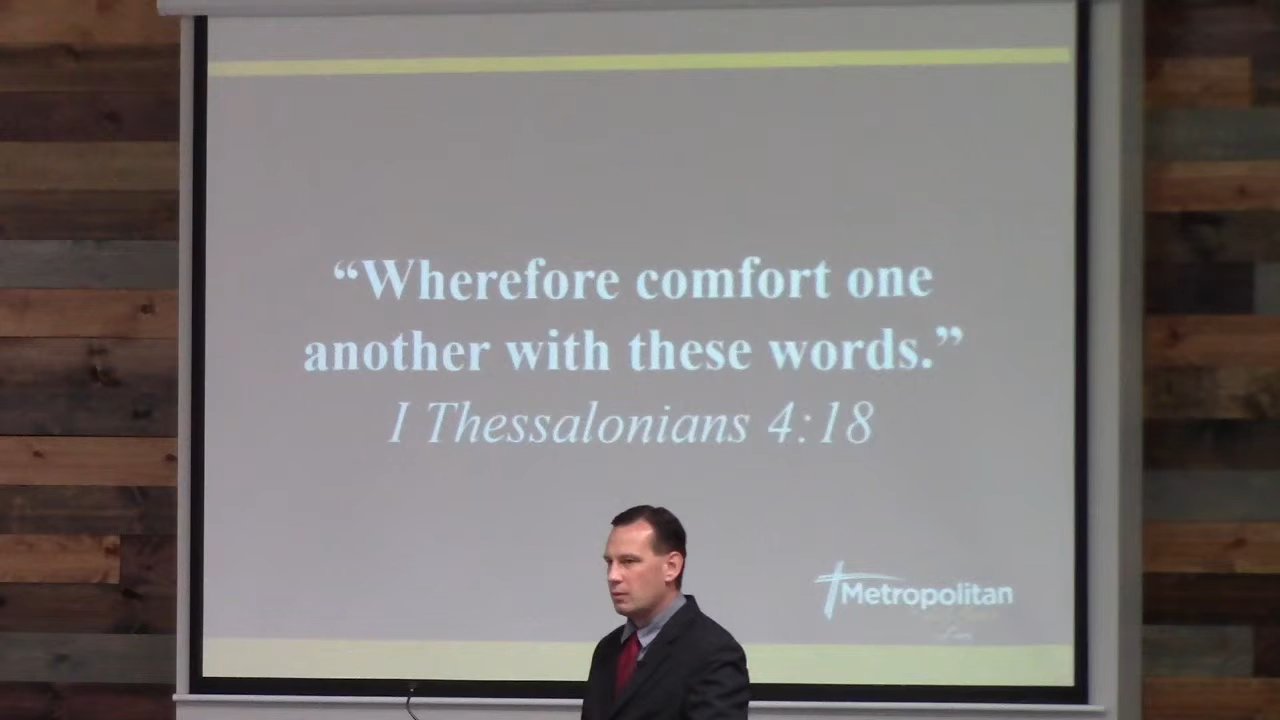 “Wherefore comfort one
another with these words.”
I Thessalonians 4:18
Metropolitan